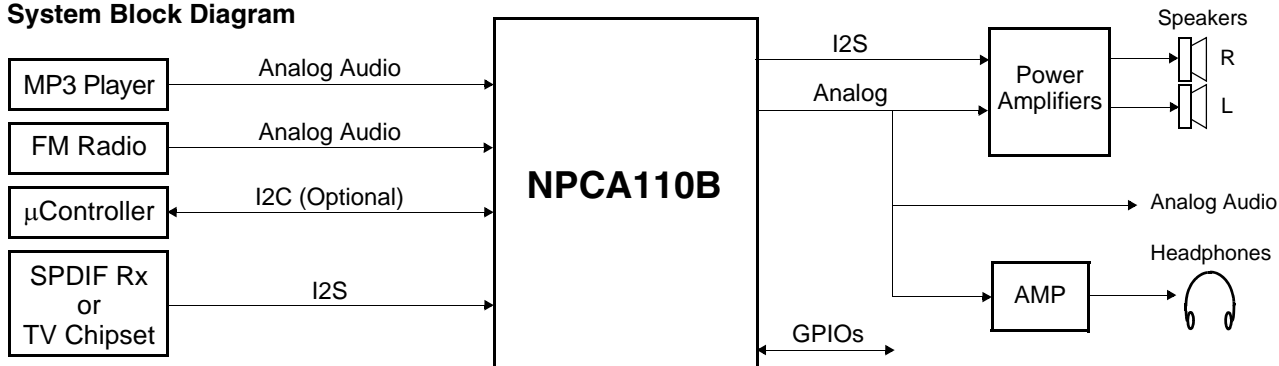 System Block Diagram
MP3 Player
Analog Audio
FM Radio
Analog Audio
μController
I2C (Optional)
SPDIF Rx
or
TV Chipset
I2S
NPCA110B
I2S
Analog
GPIOs
Power
Amplifiers
Speakers
R
L
Analog Audio
AMP
Headphones